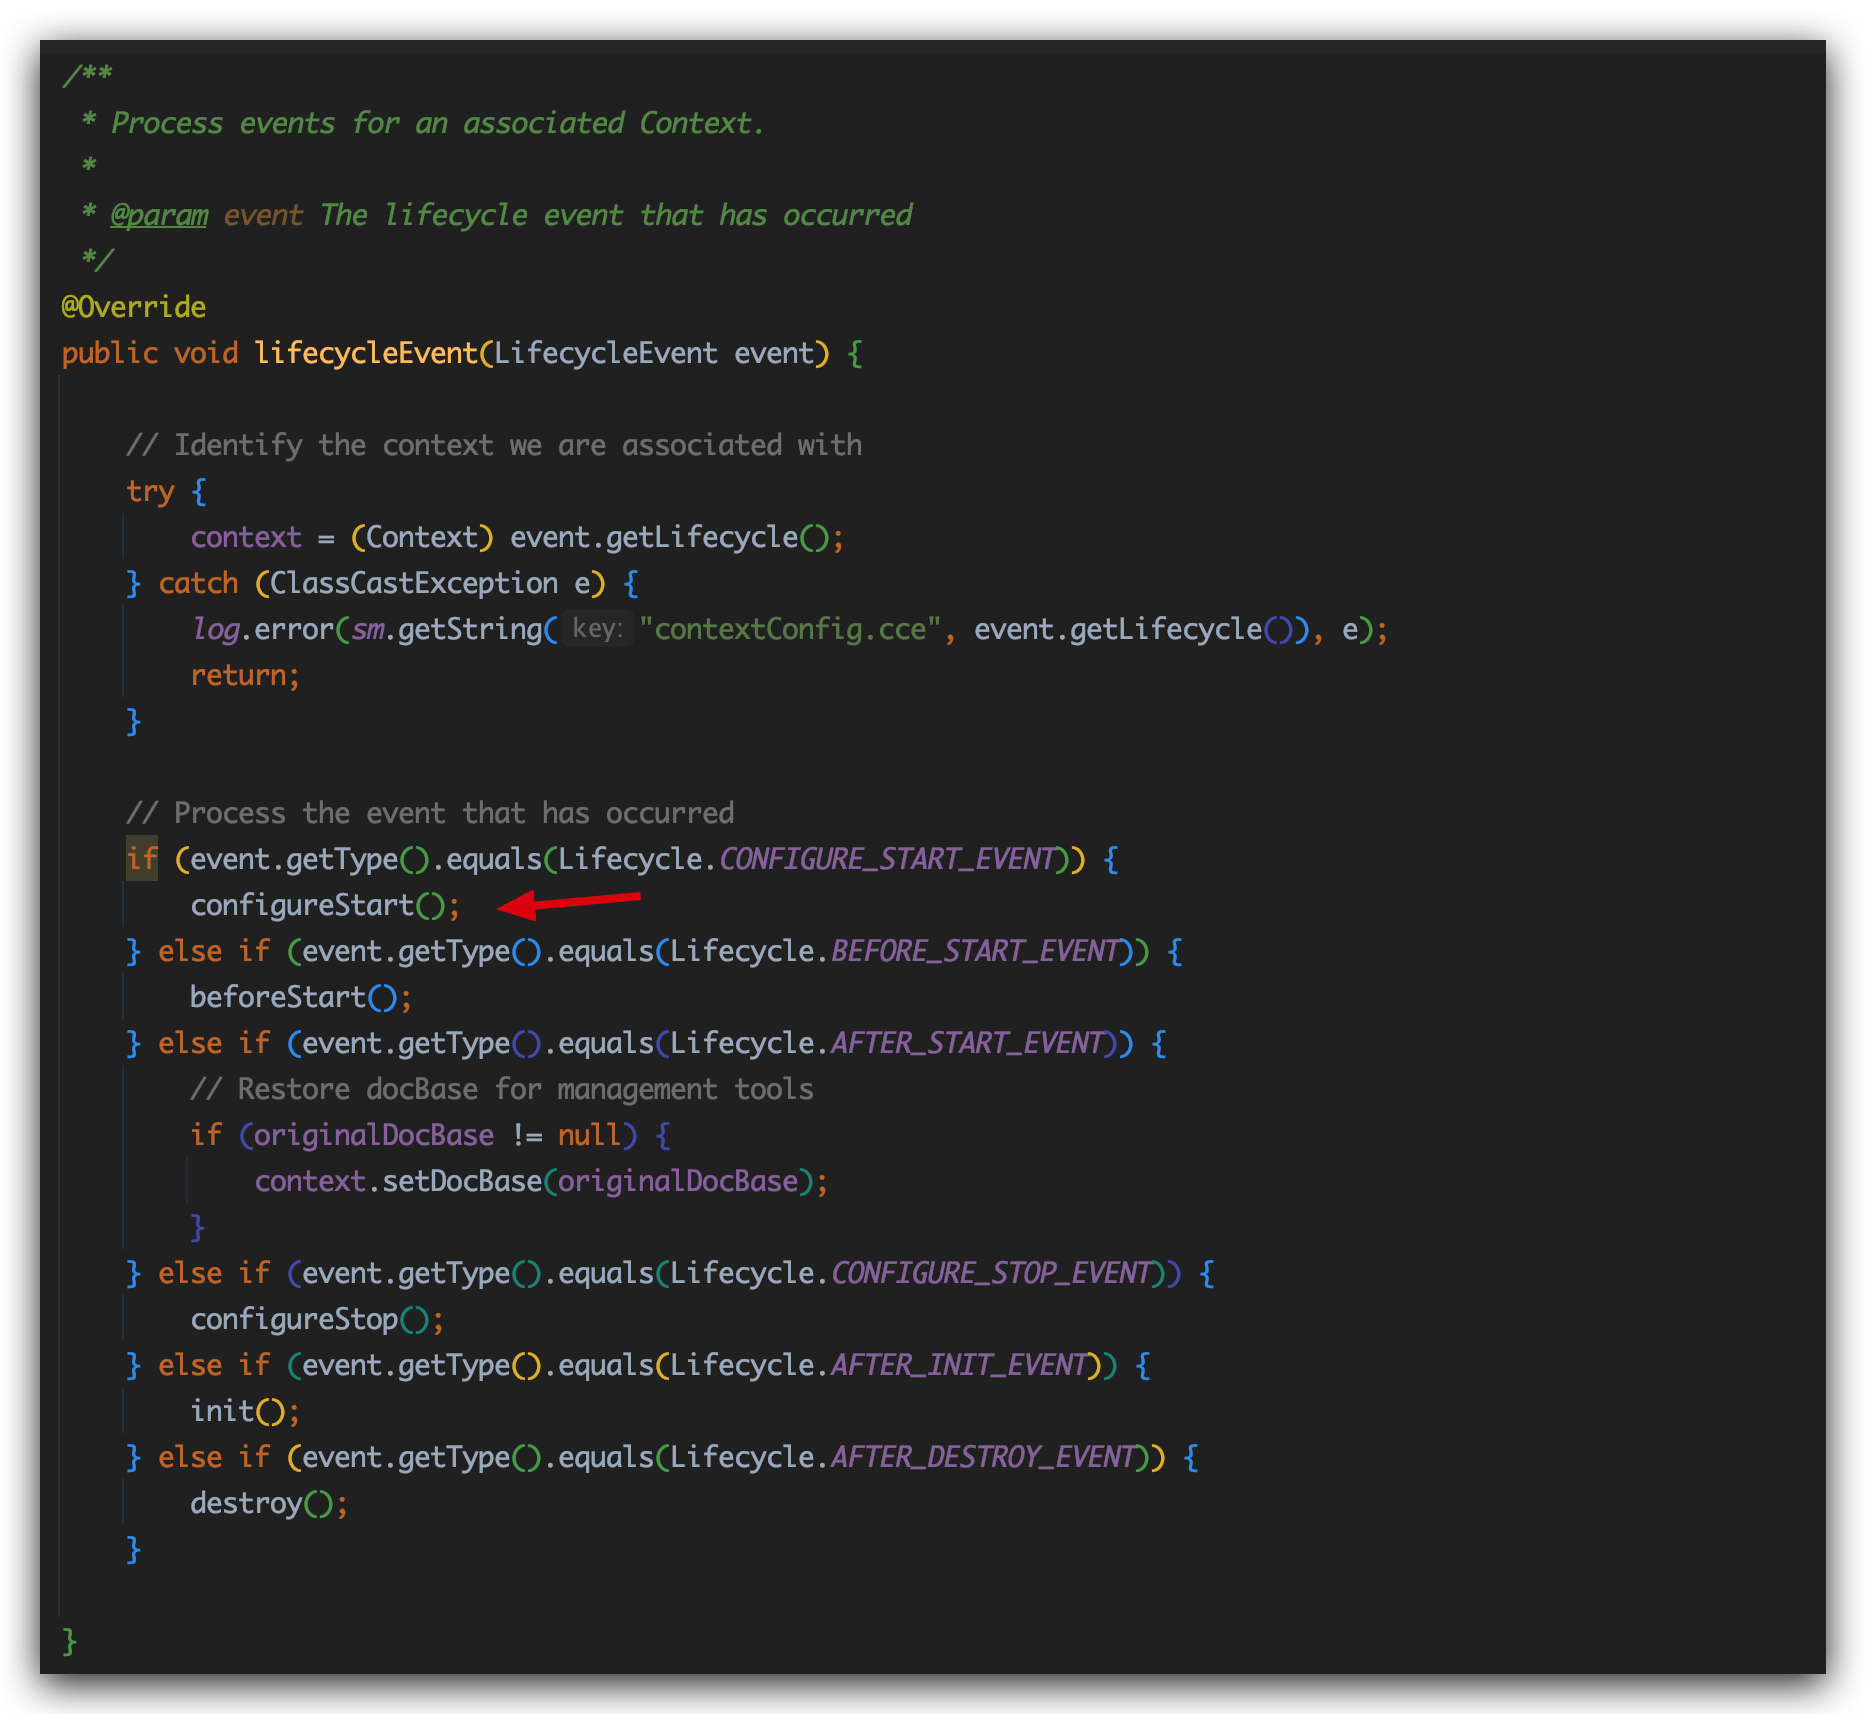 /**
 * Process events for an associated Context.
 *
 * @param event The lifecycle event that has occurred
 */
@Override
public void lifecycleEvent(LifecycleEvent event) {

    // Identify the context we are associated with
    try {
        context = (Context) event.getLifecycle();
    } catch (ClassCastException e) {
        log.error(sm.getString( key: "contextConfig.cce", event.getLifecycle()), e);
        return;
    }

    // Process the event that has occurred
    if (event.getType().equals(Lifecycle.CONFIGURE_START_EVENT)) {
        configureStart();
    } else if (event.getType().equals(Lifecycle.BEFORE_START_EVENT)) {
        beforeStart();
    } else if (event.getType().equals(Lifecycle.AFTER_START_EVENT)) {
        // Restore docBase for management tools
        if (originalDocBase != null) {
            context.setDocBase(originalDocBase);
        }
    } else if (event.getType().equals(Lifecycle.CONFIGURE_STOP_EVENT)) {
        configureStop();
    } else if (event.getType().equals(Lifecycle.AFTER_INIT_EVENT)) {
        init();
    } else if (event.getType().equals(Lifecycle.AFTER_DESTROY_EVENT)) {
        destroy();
    }

}